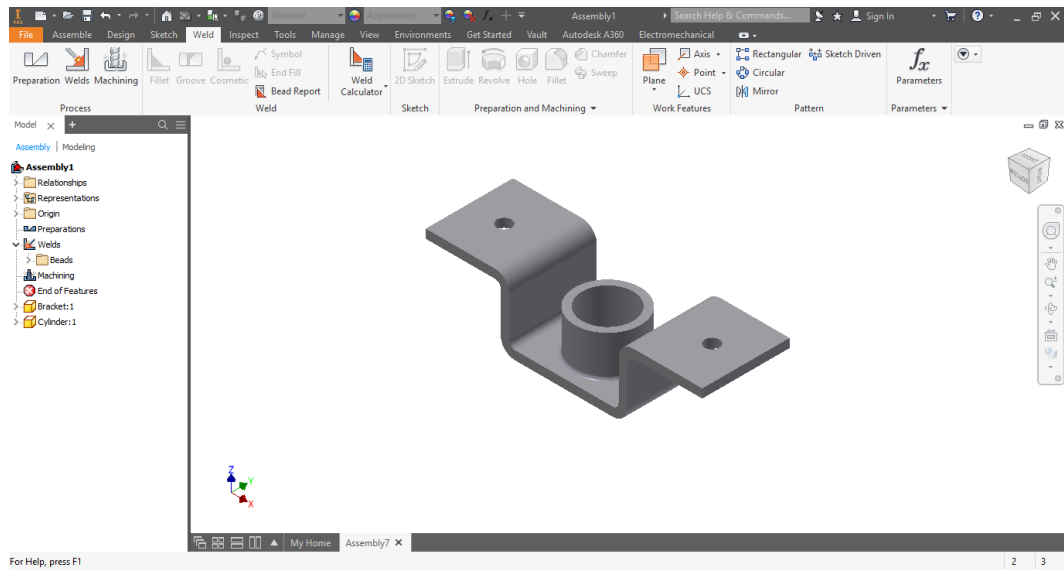 PRO
Material
Appearance
Assembly1
Search Help & Commands...
Sign In
File Assemble Design Sketch Weld Inspect Tools Manage View Environments Get Started Vault Autodesk A360 Electromechanical
Preparation Welds Machining
Fillet Groove Cosmetic
Symbol
End Fill
Bead Report
Weld Calculator
2D Sketch
Extrude Revolve Hole Fillet
Chamfer
Sweep
Plane
Axis
Point
UCS
Rectangular Sketch Driven
Circular
Mirror
fx
Parameters
Process Weld Sketch Preparation and Machining Work Features Pattern Parameters
Model
Assembly | Modeling
Assembly1
Relationships
Representations
Origin
Preparations
Welds
Beads
Machining
End of Features
Bracket:1
Cylinder:1
Z
Y
X
My Home Assembly7
For Help, press F1
2 3